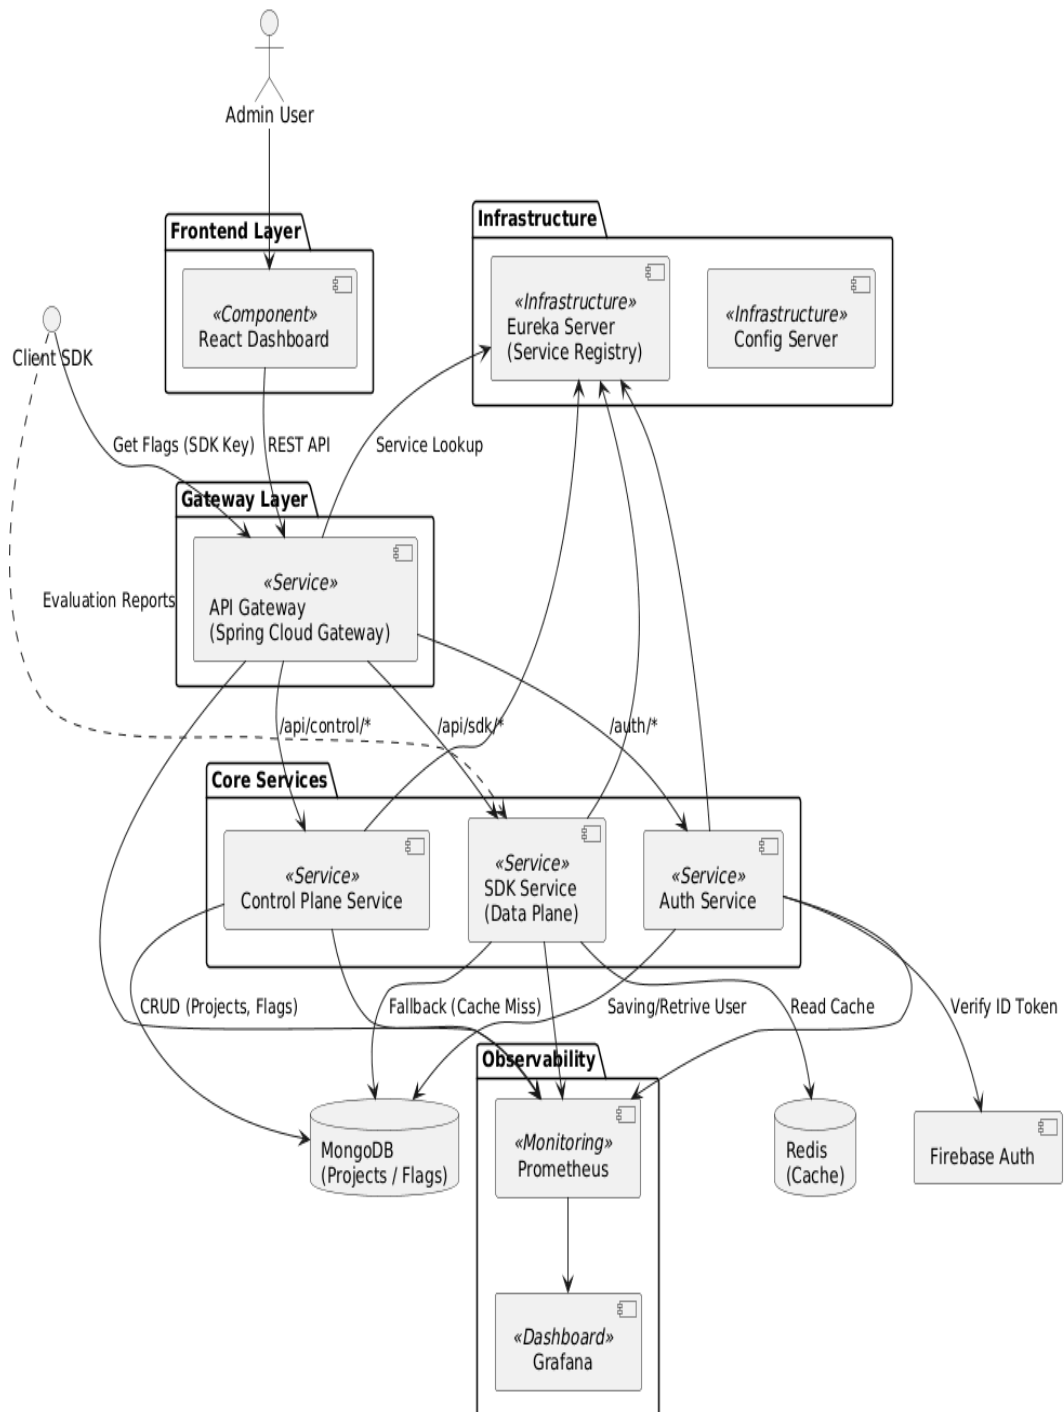 Admin User
Frontend Layer
«Component»
React Dashboard
Infrastructure
«Infrastructure»
Eureka Server
(Service Registry)
«Infrastructure»
Config Server
Client SDK
Get Flags (SDK Key)
REST API
Service Lookup
Gateway Layer
«Service»
API Gateway
(Spring Cloud Gateway)
Evaluation Reports
/api/control/*
/api/sdk/*
/auth/*
Core Services
«Service»
Control Plane Service
«Service»
SDK Service
(Data Plane)
«Service»
Auth Service
CRUD (Projects, Flags)
Fallback (Cache Miss)
Saving/Retrive User
Read Cache
Verify ID Token
Observability
MongoDB
(Projects / Flags)
«Monitoring»
Prometheus
Redis
(Cache)
Firebase Auth
«Dashboard»
Grafana